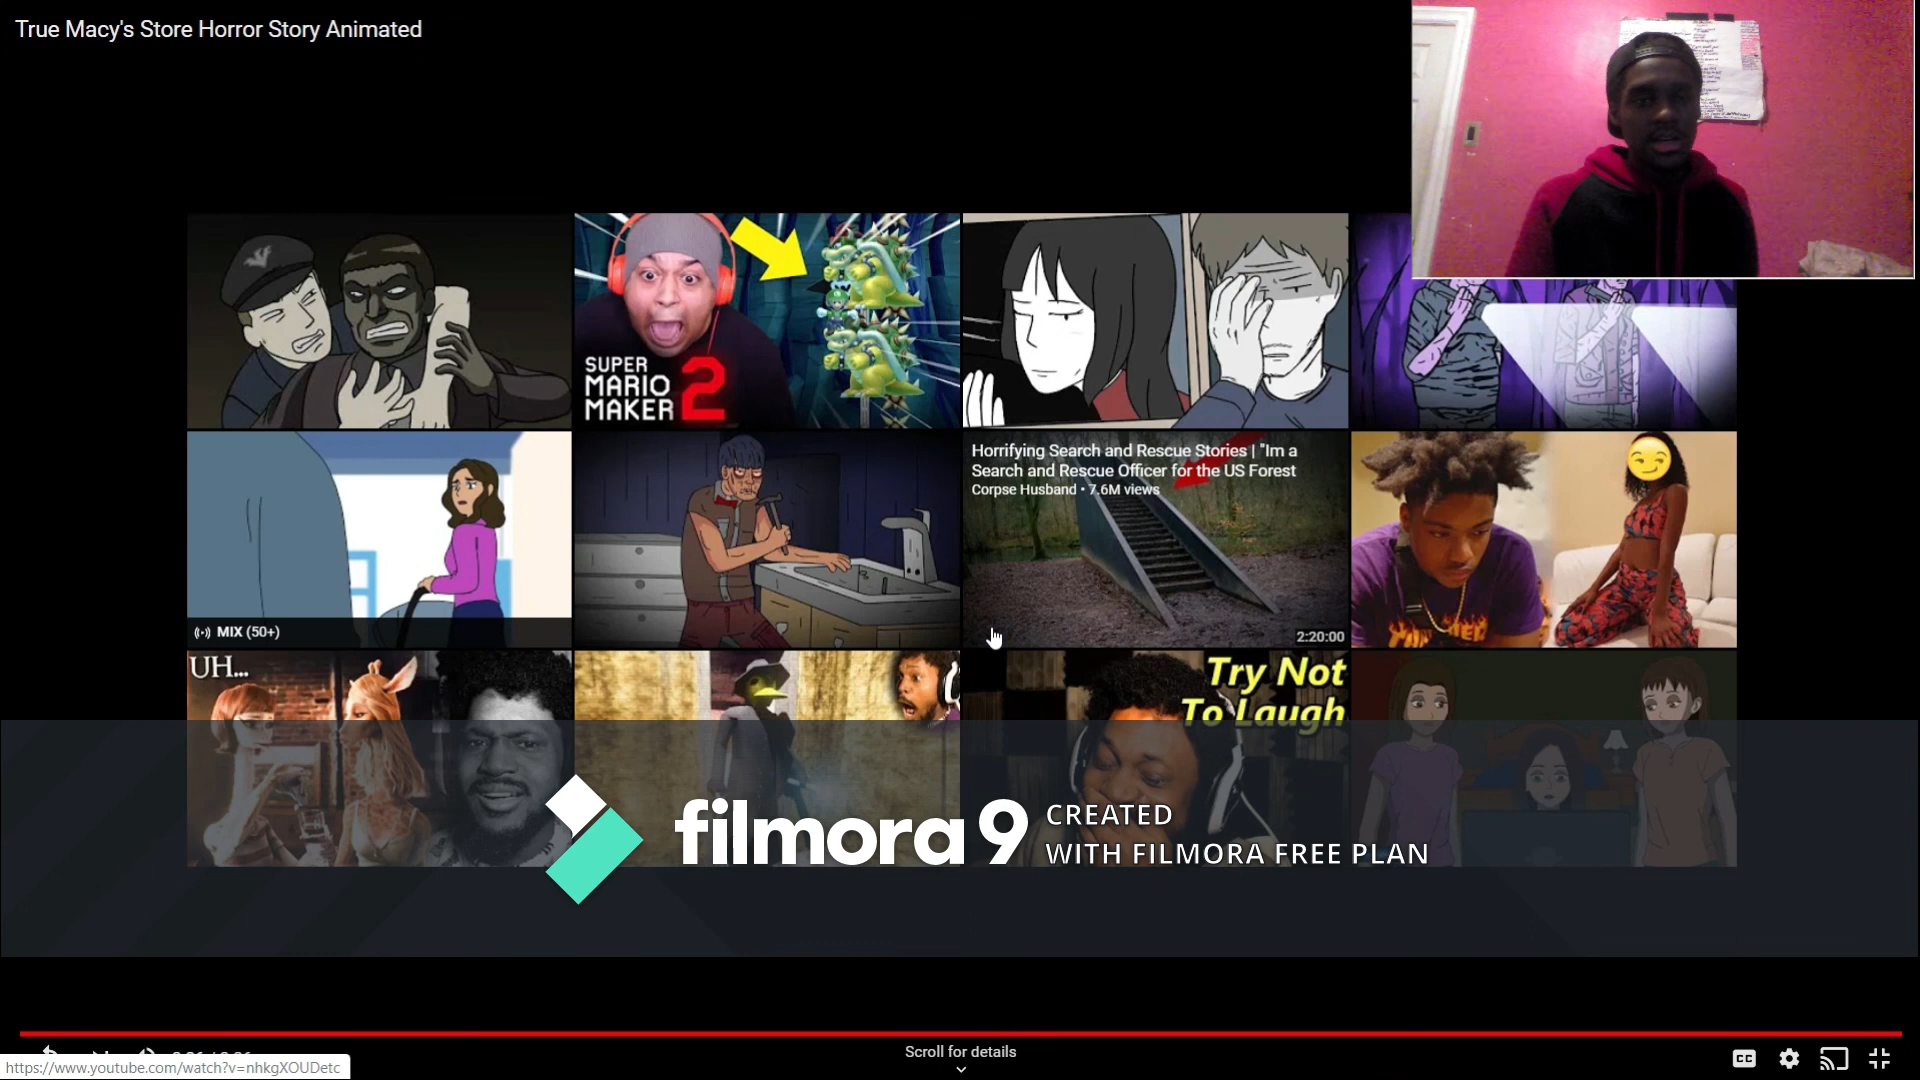 True Macy's Store Horror Story Animated
SUPER
MARIO
MAKER 2
Horrifying Search and Rescue Stories | "Im a
Search and Rescue Officer for the US Forest
Corpse Husband • 7.6M views
MIX (50+)
2:20:00
UH...
Try Not
To Laugh
filmora9
CREATED
WITH FILMORA FREE PLAN
Scroll for details
CC
https://www.youtube.com/watch?v=nhkgXOUDetc